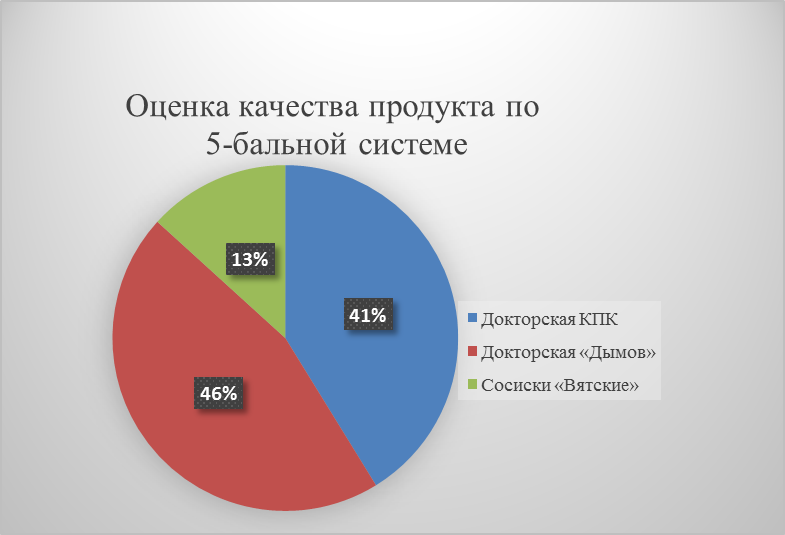 Оценка качества продукта по
5-бальной системе
13%
41%
46%
Докторская КПК
Докторская «Дымов»
Сосиски «Вятские»